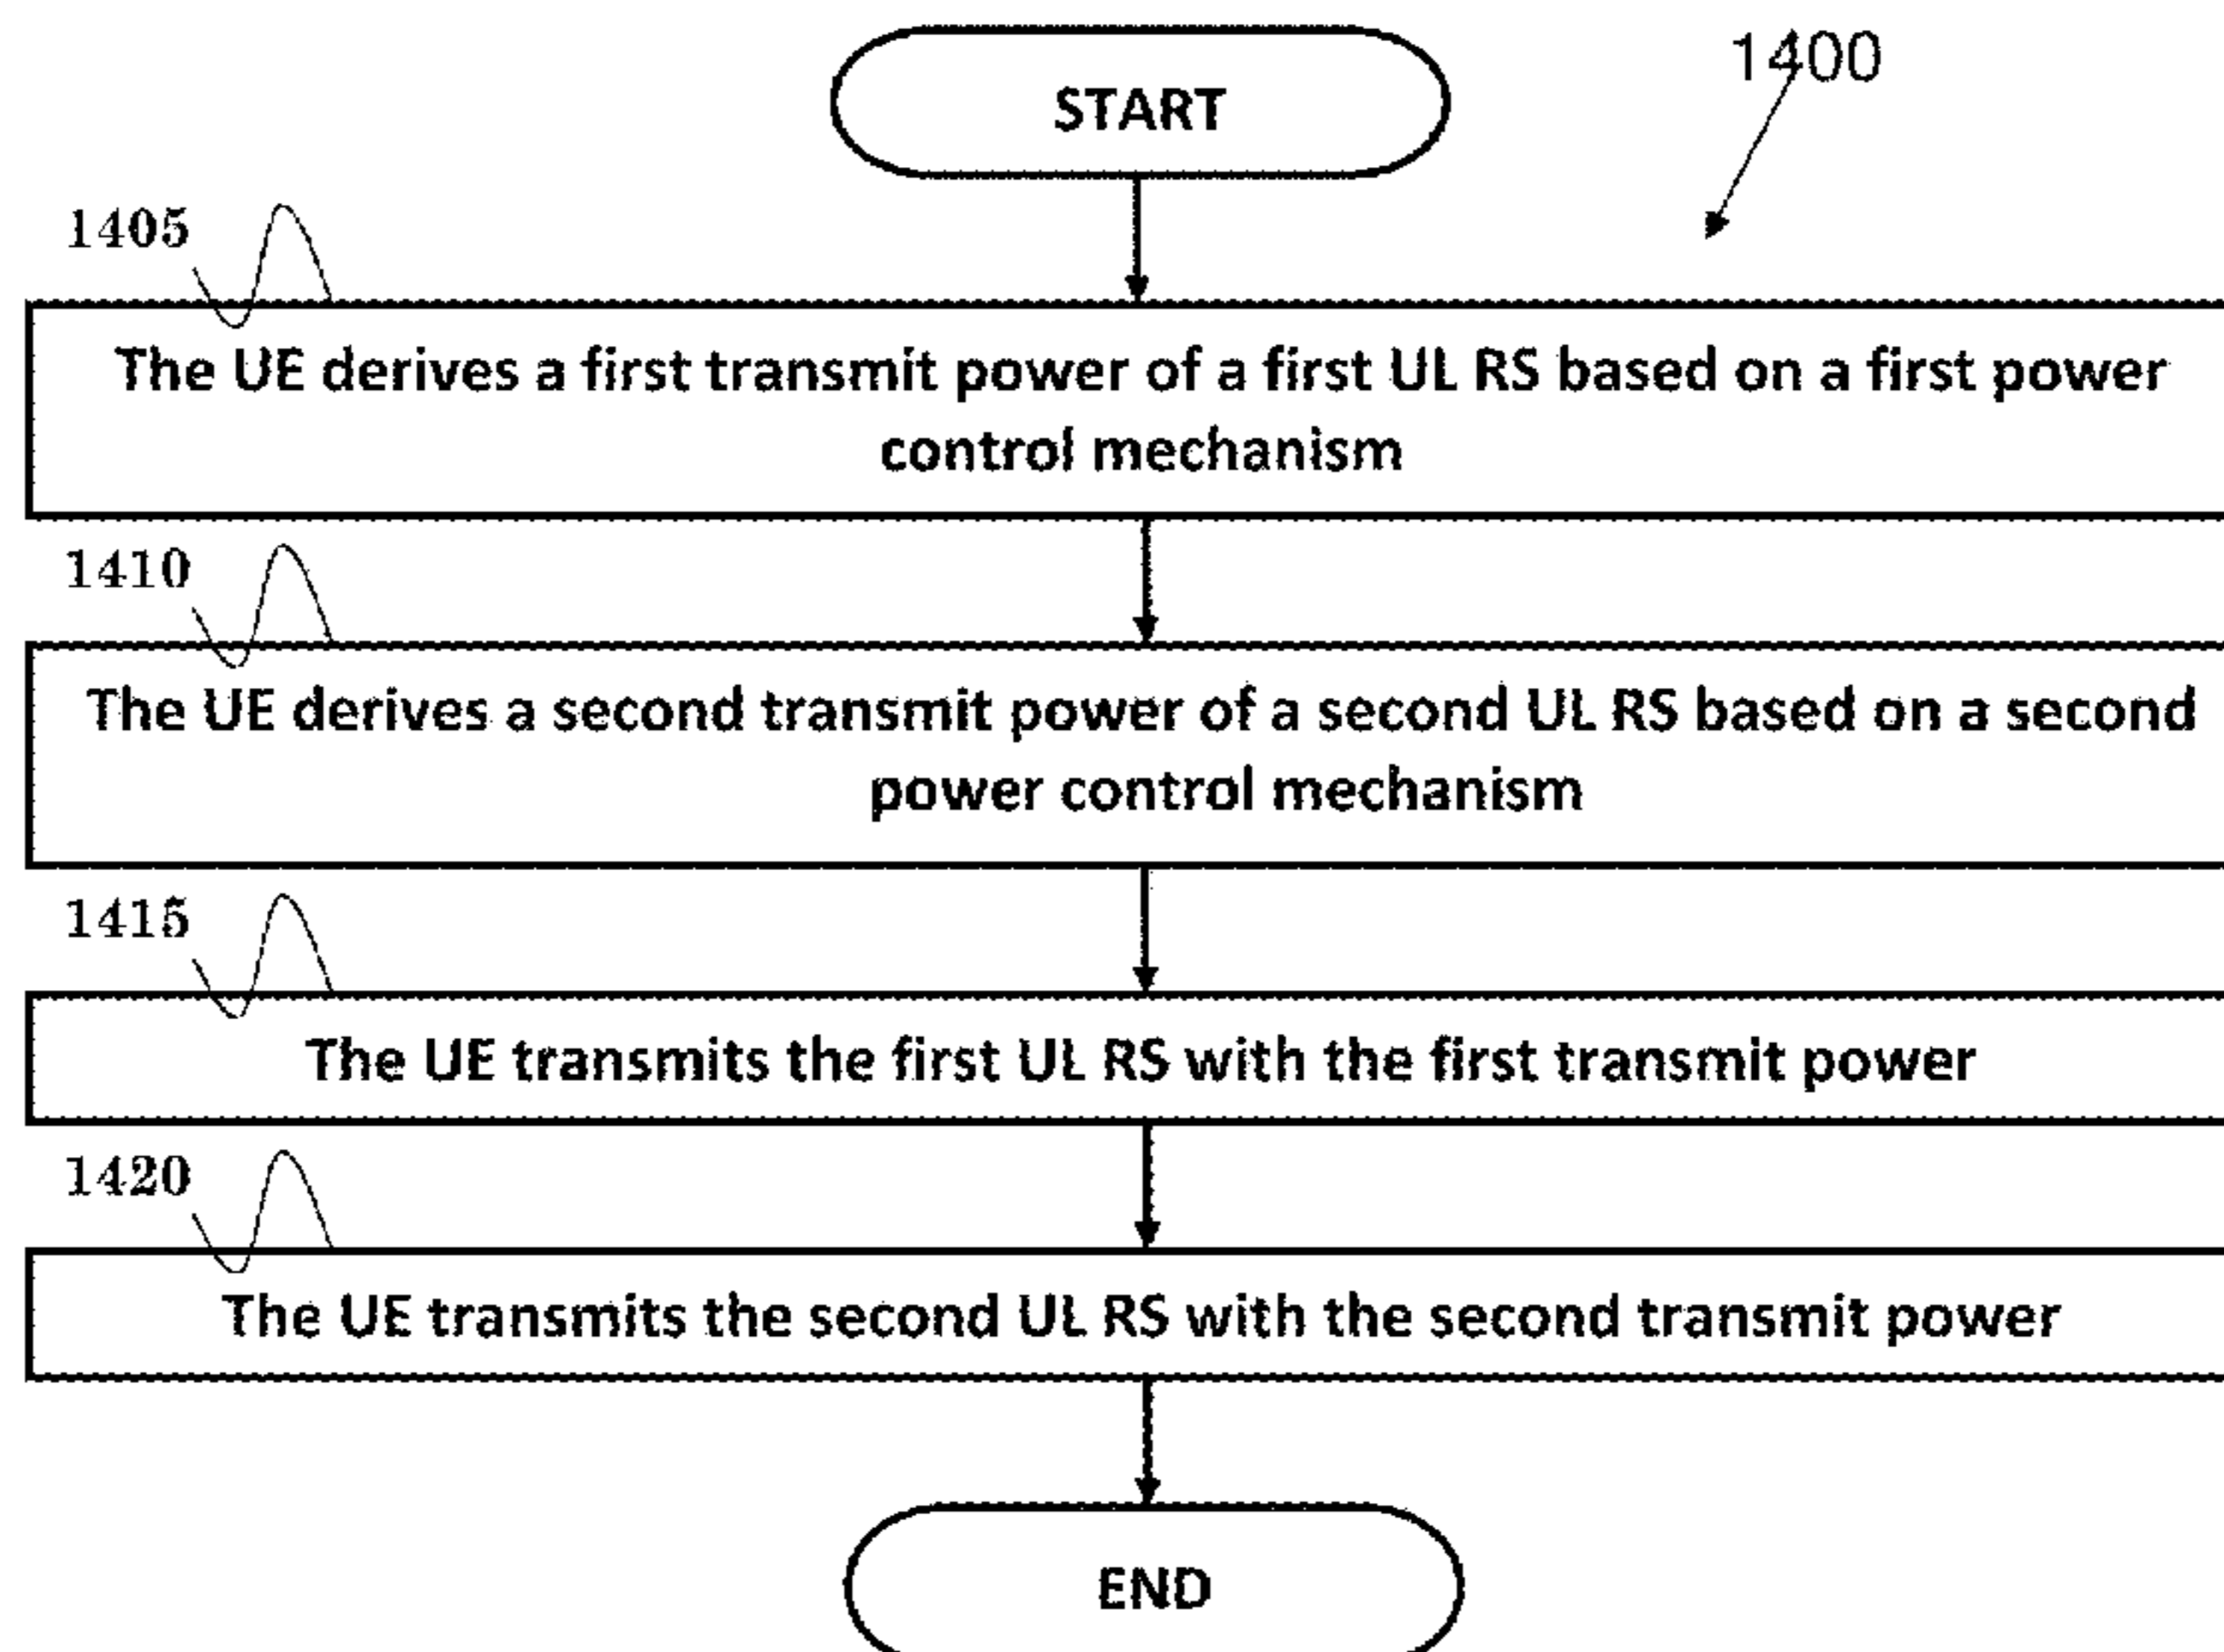 START
1400
1405
The UE derives a first transmit power of a first UL RS based on a first power
control mechanism
1410
The UE derives a second transmit power of a second UL RS based on a second
power control mechanism
1415
The UE transmits the first UL RS with the first transmit power
1420
The UE transmits the second UL RS with the second transmit power
END